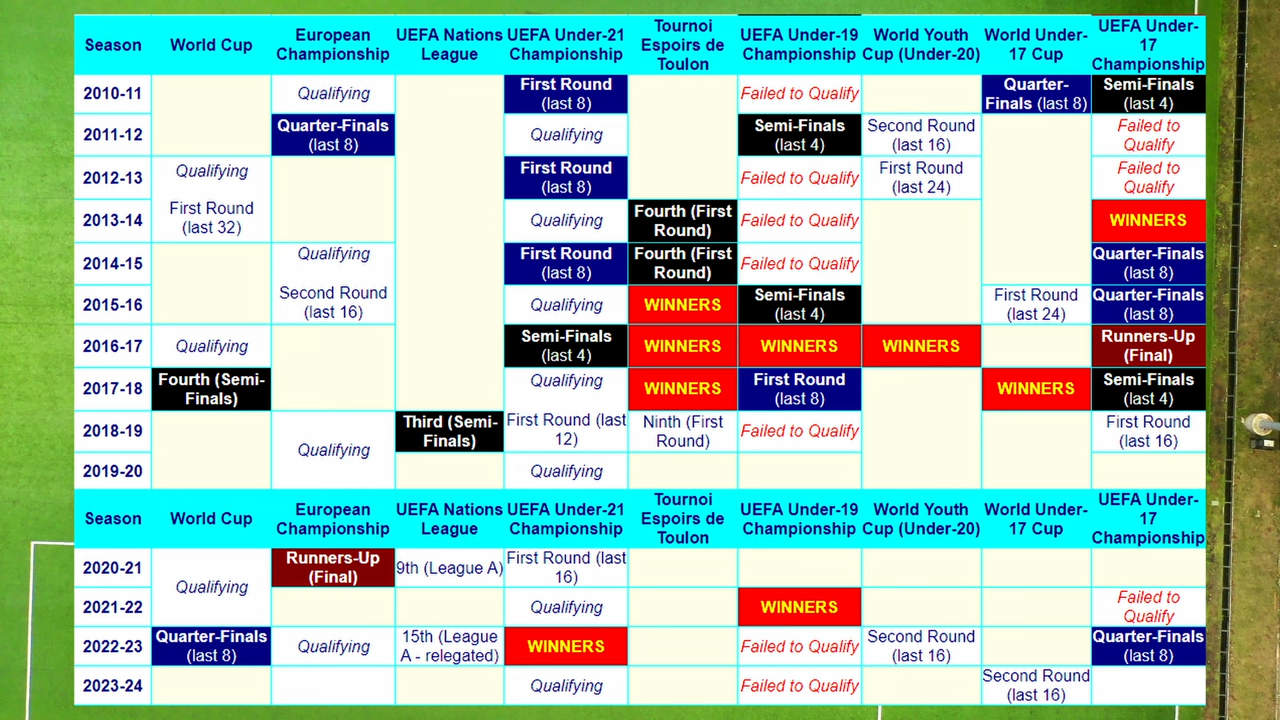 Season
World Cup
European Championship
UEFA Nations League
UEFA Under-21 Championship
Tournoi Espoirs de Toulon
UEFA Under-19 Championship
World Youth Cup (Under-20)
World Under-17 Cup
UEFA Under-17 Championship
2010-11
Qualifying
First Round (last 8)
Failed to Qualify
Quarter-Finals (last 8)
Semi-Finals (last 4)
2011-12
Quarter-Finals (last 8)
Qualifying
Semi-Finals (last 4)
Second Round (last 16)
Failed to Qualify
2012-13
Qualifying
First Round (last 8)
Failed to Qualify
First Round (last 24)
Failed to Qualify
2013-14
First Round (last 32)
Qualifying
Fourth (First Round)
Failed to Qualify
WINNERS
2014-15
Qualifying
First Round (last 8)
Fourth (First Round)
Failed to Qualify
Quarter-Finals (last 8)
2015-16
Second Round (last 16)
Qualifying
WINNERS
Semi-Finals (last 4)
First Round (last 24)
Quarter-Finals (last 8)
2016-17
Qualifying
Semi-Finals (last 4)
WINNERS
WINNERS
WINNERS
Runners-Up (Final)
2017-18
Fourth (Semi-Finals)
Qualifying
WINNERS
First Round (last 8)
WINNERS
Semi-Finals (last 4)
2018-19
Qualifying
Third (Semi-Finals)
First Round (last 12)
Ninth (First Round)
Failed to Qualify
First Round (last 16)
2019-20
Qualifying
Season
World Cup
European Championship
UEFA Nations League
UEFA Under-21 Championship
Tournoi Espoirs de Toulon
UEFA Under-19 Championship
World Youth Cup (Under-20)
World Under-17 Cup
UEFA Under-17 Championship
2020-21
Qualifying
Runners-Up (Final)
9th (League A)
First Round (last 16)
2021-22
Qualifying
WINNERS
Failed to Qualify
2022-23
Quarter-Finals (last 8)
Qualifying
15th (League A - relegated)
WINNERS
Failed to Qualify
Second Round (last 16)
Quarter-Finals (last 8)
2023-24
Qualifying
Failed to Qualify
Second Round (last 16)